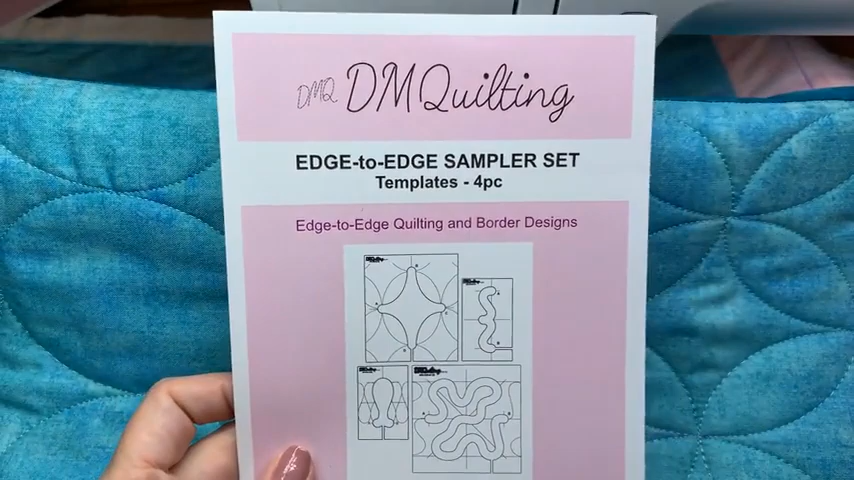 DMQ DMQuilting
EDGE-to-EDGE SAMPLER SET
Templates - 4pc
Edge-to-Edge Quilting and Border Designs